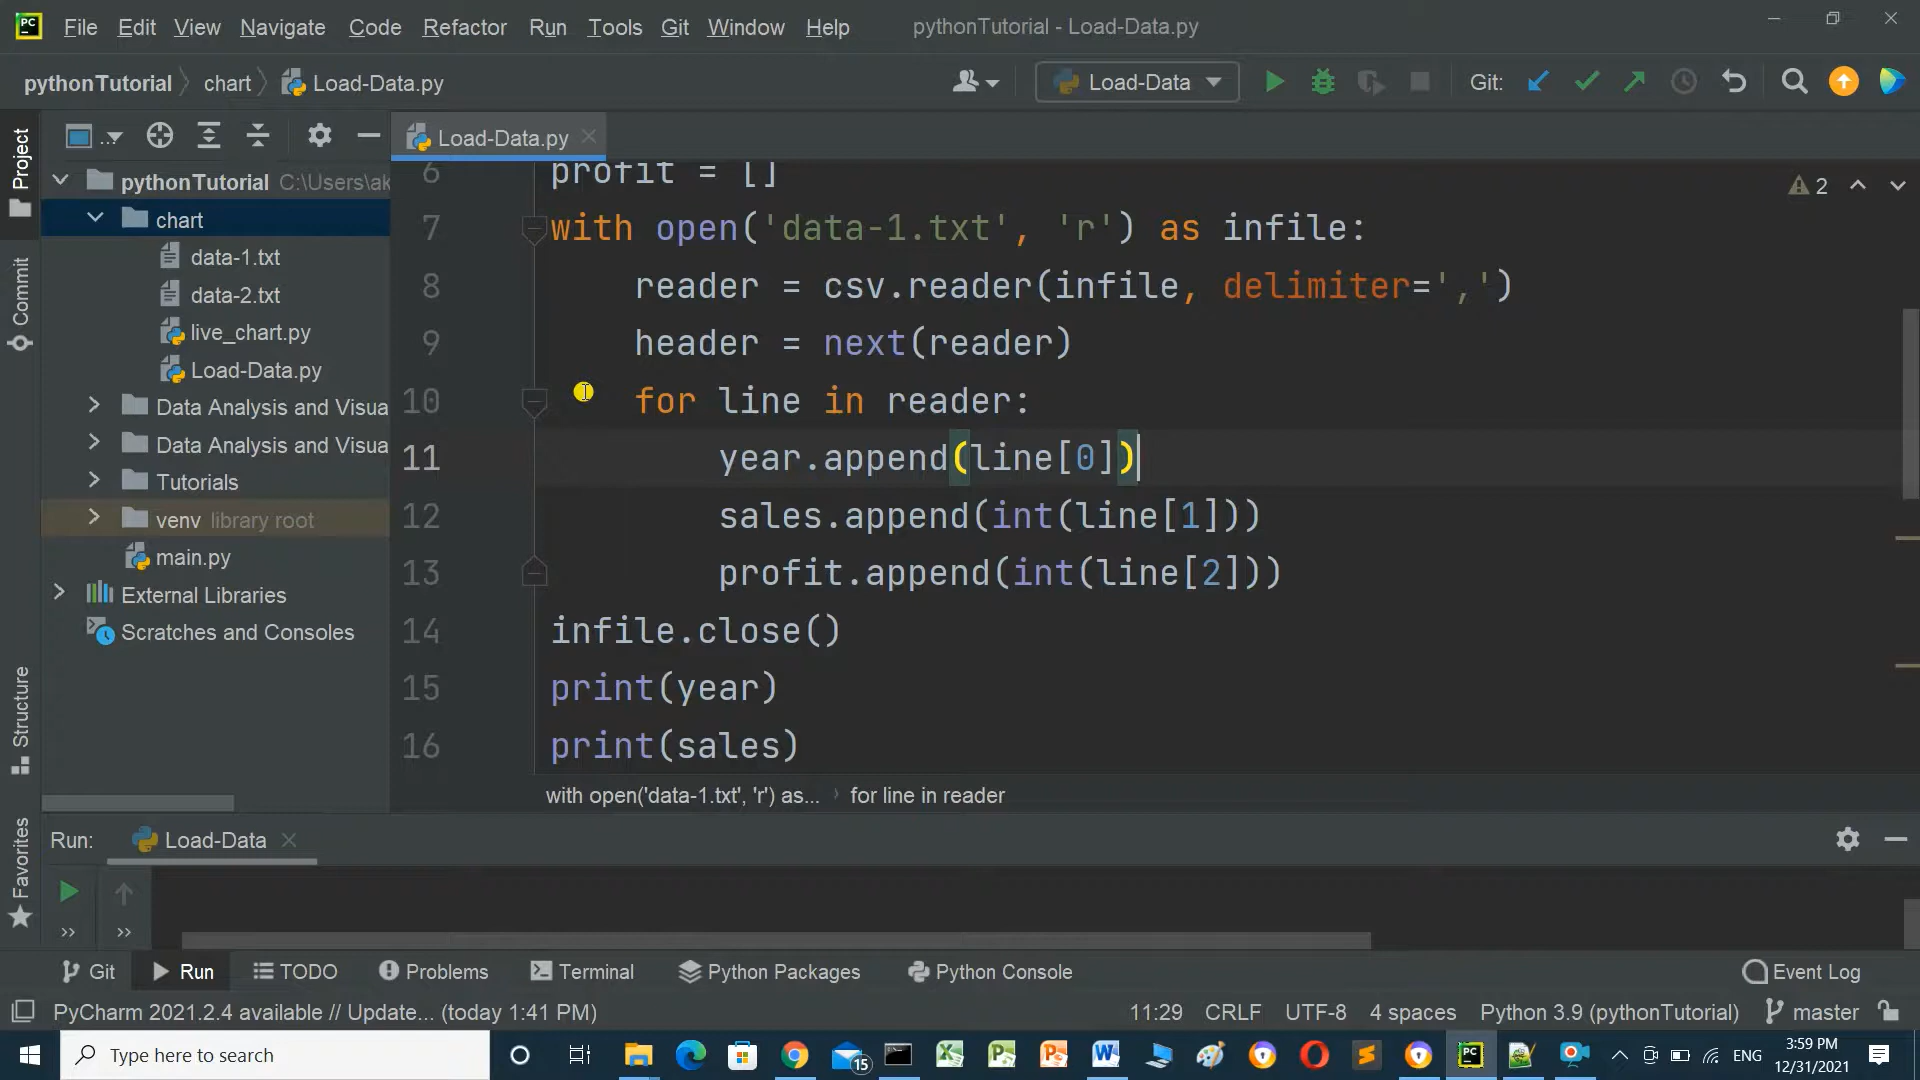 PC File Edit View Navigate Code Refactor Run Tools Git Window Help pythonTutorial - Load-Data.py
pythonTutorial chart Load-Data.py Load-Data Git:
... Load-Data.py
Project
Commit
Structure
Favorites
pythonTutorial C:\Users\ak
chart
data-1.txt
data-2.txt
live_chart.py
Load-Data.py
Data Analysis and Visua
Data Analysis and Visua
Tutorials
venv library root
main.py
External Libraries
Scratches and Consoles
2
6 profit = []
7 with open('data-1.txt', 'r') as infile:
8 reader = csv.reader(infile, delimiter=',')
9 header = next(reader)
10 for line in reader:
11 year.append(line[0])
12 sales.append(int(line[1]))
13 profit.append(int(line[2]))
14 infile.close()
15 print(year)
16 print(sales)
with open('data-1.txt', 'r') as... for line in reader
Run: Load-Data
» »
Git Run TODO Problems Terminal Python Packages Python Console Event Log
PyCharm 2021.2.4 available // Update... (today 1:41 PM) 11:29 CRLF UTF-8 4 spaces Python 3.9 (pythonTutorial) master
Type here to search 15 PC ENG 3:59 PM
12/31/2021